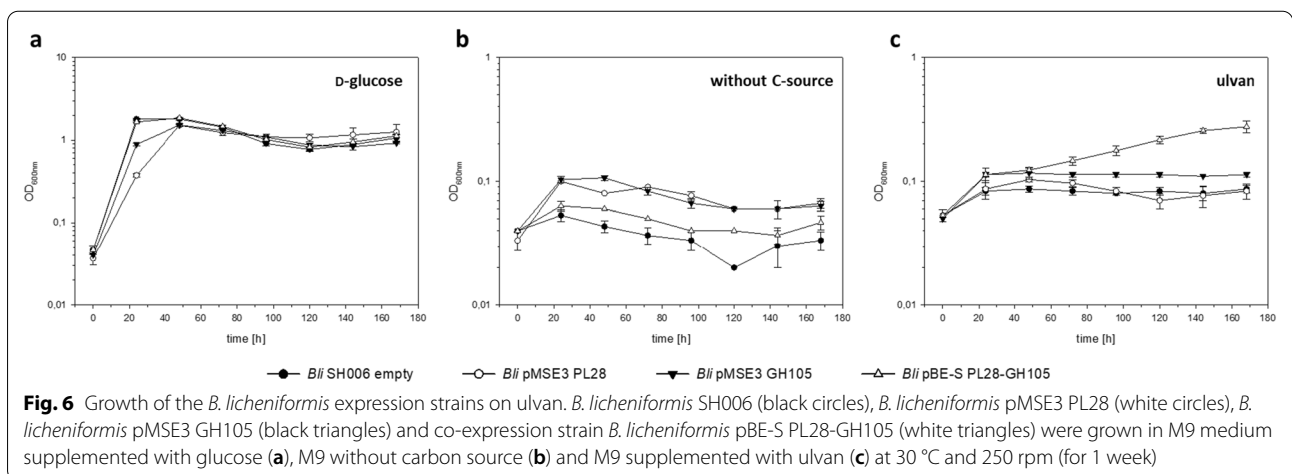 a
D-glucose
OD600nm
10
1
0,1
0,01
0 20 40 60 80 100 120 140 160 180
time [h]
b
without C-source
OD600nm
1
0,1
0,01
0 20 40 60 80 100 120 140 160 180
time [h]
c
ulvan
OD600nm
1
0,1
0,01
0 20 40 60 80 100 120 140 160 180
time [h]
Bli SH006 empty Bli pMSE3 PL28 Bli pMSE3 GH105 Bli pBE-S PL28-GH105
Fig. 6 Growth of the B. licheniformis expression strains on ulvan. B. licheniformis SH006 (black circles), B. licheniformis pMSE3 PL28 (white circles), B.
licheniformis pMSE3 GH105 (black triangles) and co-expression strain B. licheniformis pBE-S PL28-GH105 (white triangles) were grown in M9 medium
supplemented with glucose (a), M9 without carbon source (b) and M9 supplemented with ulvan (c) at 30 °C and 250 rpm (for 1 week)